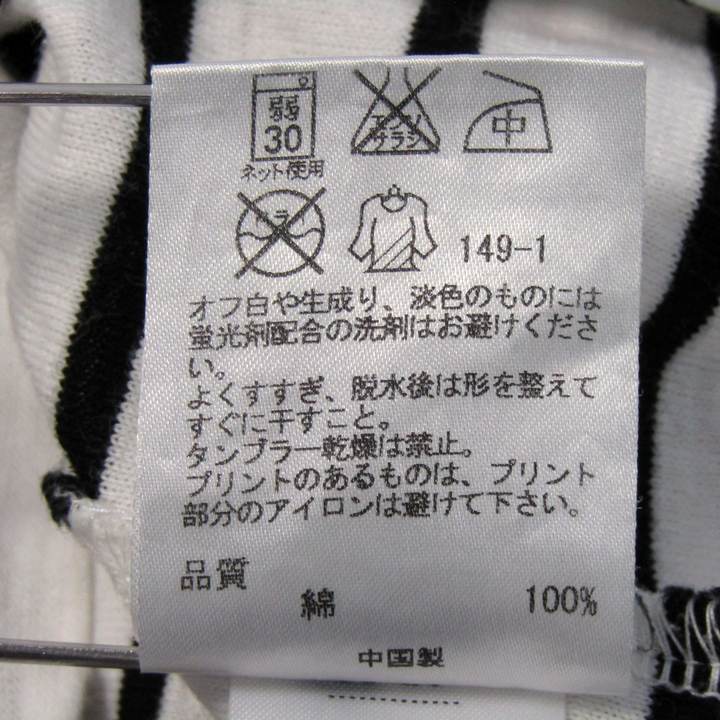 弱
30
ネット使用
エンソ
サラシ
中
149-1
オフ白や生成り、淡色のものには
蛍光剤配合の洗剤はお避けくださ
い。
よくすすぎ、脱水後は形を整えて
すぐに干すこと。
タンブラー乾燥は禁止。
プリントのあるものは、プリント
部分のアイロンは避けて下さい。
品質
綿 100%
中国製